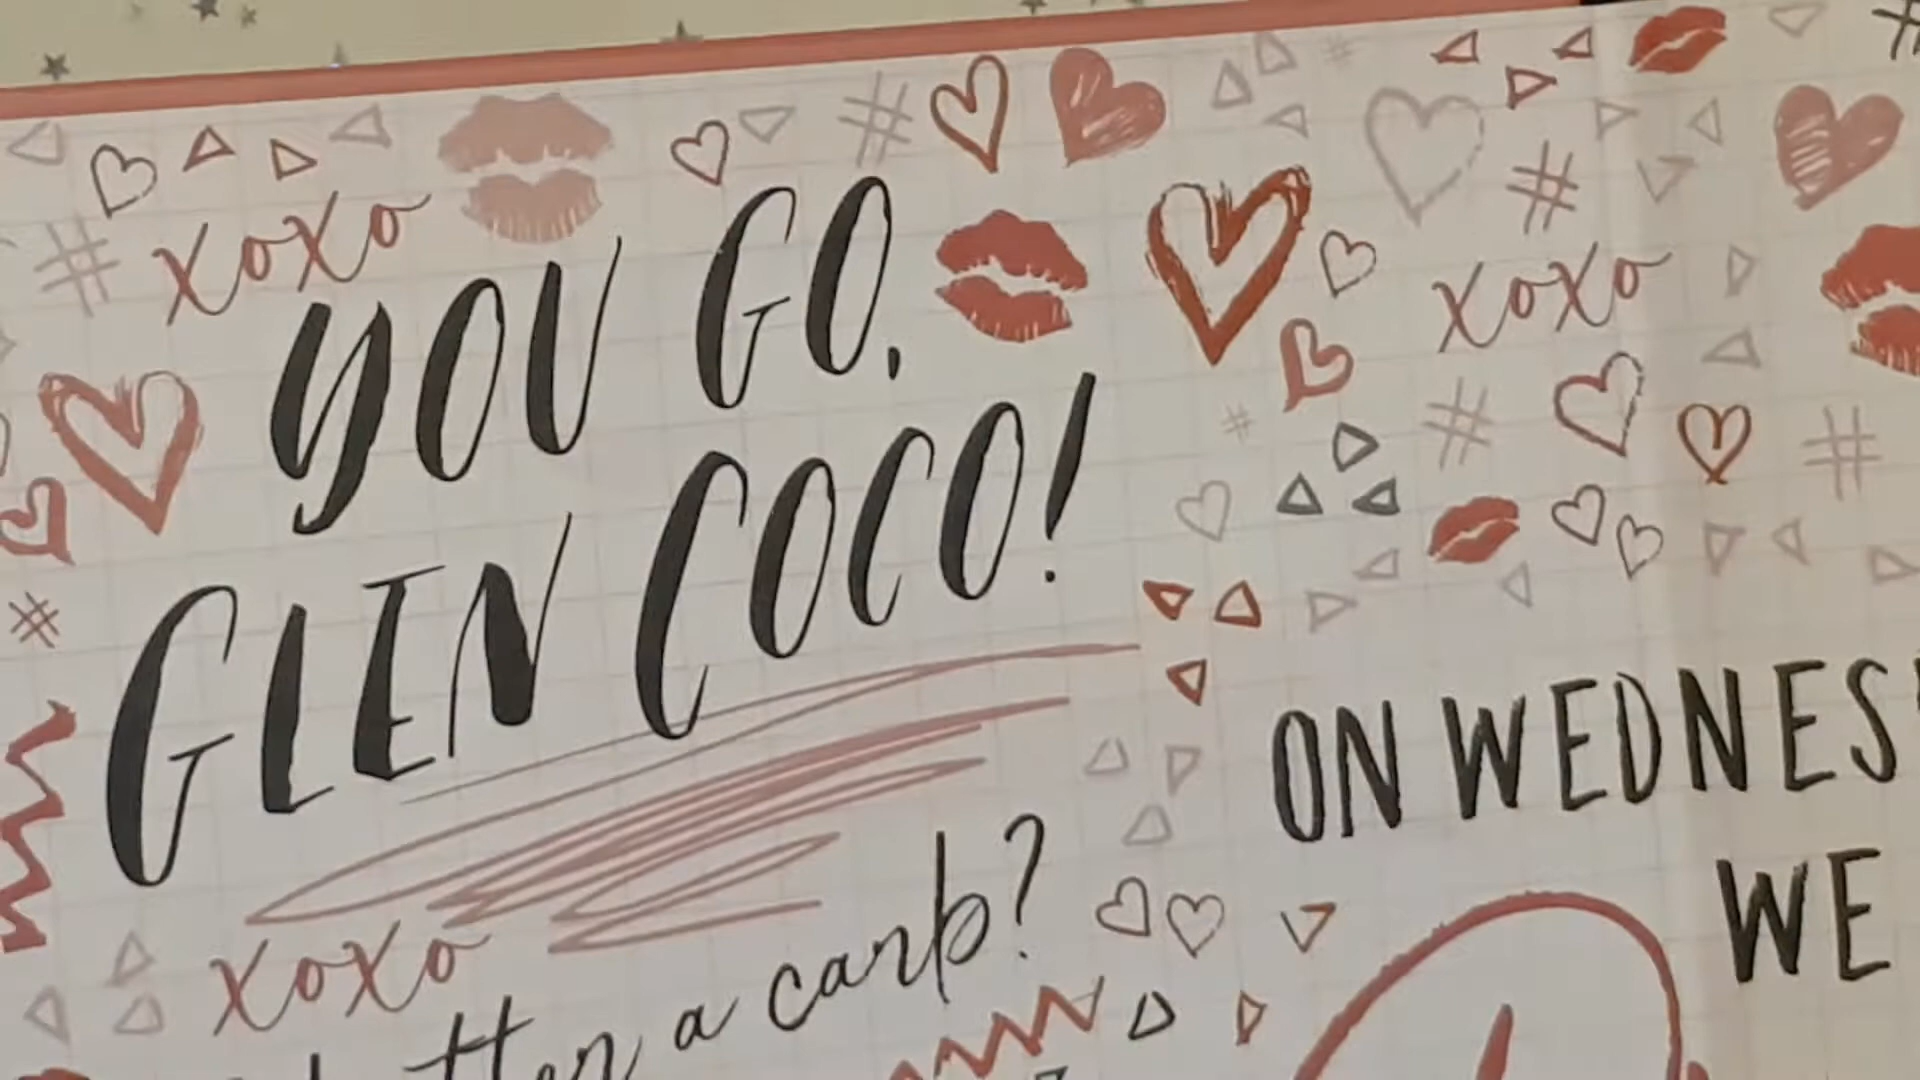 xoxo
YOU GO,
GLEN COCO!
xoxo
xoxo
a carb?
ON WEDNES
WE